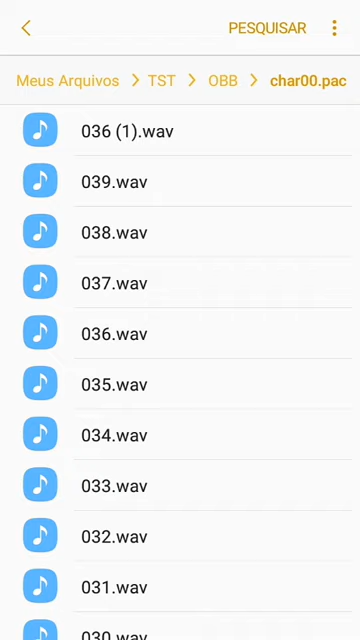 PESQUISAR
Meus Arquivos > TST > OBB > char00.pac
036 (1).wav
039.wav
038.wav
037.wav
036.wav
035.wav
034.wav
033.wav
032.wav
031.wav
030.wav